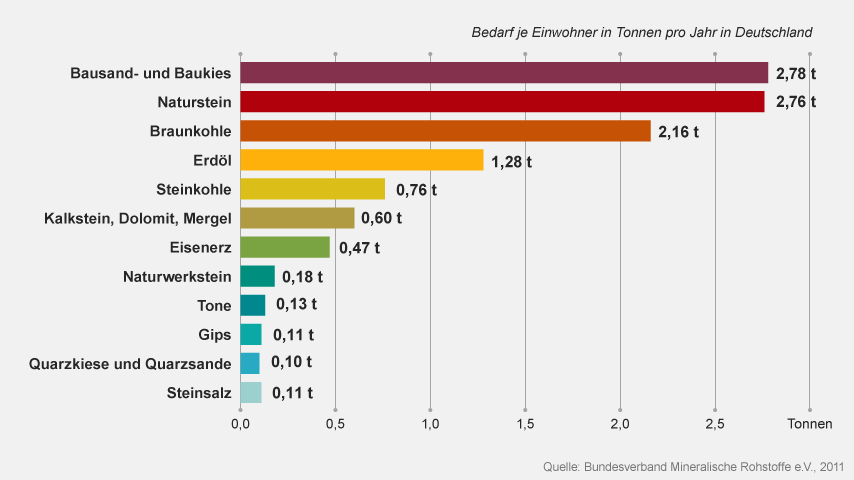 Bedarf je Einwohner in Tonnen pro Jahr in Deutschland
Bausand- und Baukies 2,78 t
Naturstein 2,76 t
Braunkohle 2,16 t
Erdöl 1,28 t
Steinkohle 0,76 t
Kalkstein, Dolomit, Mergel 0,60 t
Eisenerz 0,47 t
Naturwerkstein 0,18 t
Tone 0,13 t
Gips 0,11 t
Quarzkiese und Quarzsande 0,10 t
Steinsalz 0,11 t
0,0 0,5 1,0 1,5 2,0 2,5 Tonnen
Quelle: Bundesverband Mineralische Rohstoffe e.V., 2011